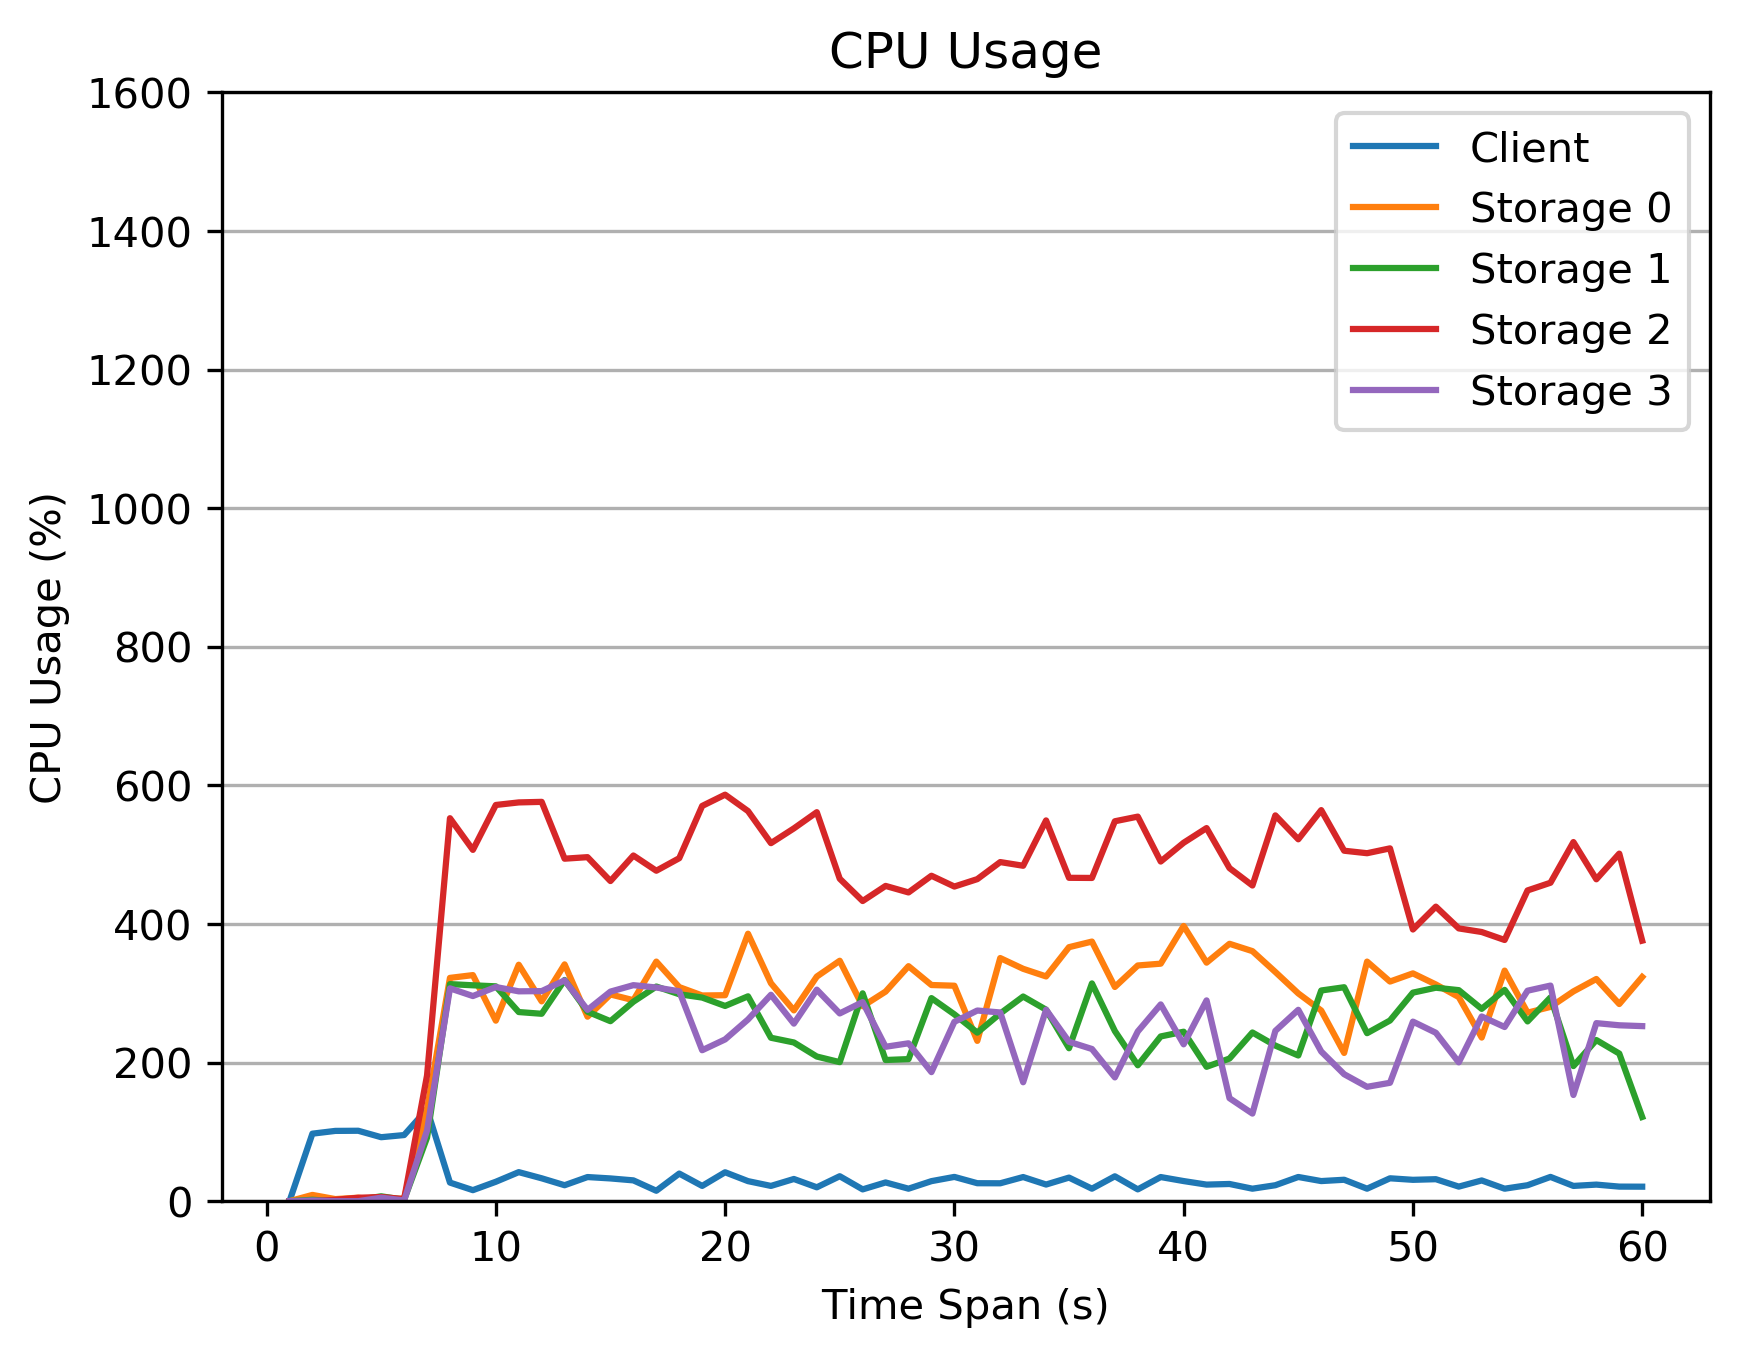 CPU Usage
1600
1400
1200
1000
800
600
400
200
0
CPU Usage (%)
Client
Storage 0
Storage 1
Storage 2
Storage 3
0 10 20 30 40 50 60
Time Span (s)